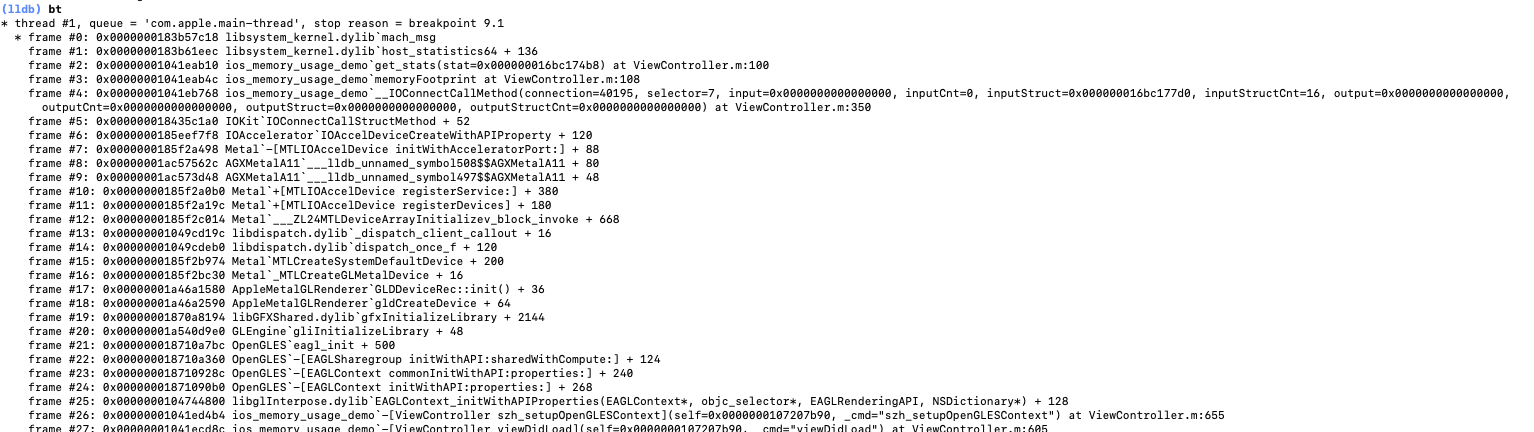 (lldb) bt
* thread #1, queue = 'com.apple.main-thread', stop reason = breakpoint 9.1
* frame #0: 0x0000000183b57c18 libsystem_kernel.dylib`mach_msg
frame #1: 0x0000000183b61eec libsystem_kernel.dylib`host_statistics64 + 136
frame #2: 0x00000001041eab10 ios_memory_usage_demo`get_stats(stat=0x000000016bc174b8) at ViewController.m:100
frame #3: 0x00000001041eab4c ios_memory_usage_demo`memoryFootprint at ViewController.m:108
frame #4: 0x00000001041eb768 ios_memory_usage_demo`__IOConnectCallMethod(connection=40195, selector=7, input=0x0000000000000000, inputCnt=0, inputStruct=0x000000016bc177d0, inputStructCnt=16, output=0x0000000000000000,
outputCnt=0x0000000000000000, outputStruct=0x0000000000000000, outputStructCnt=0x0000000000000000) at ViewController.m:350
frame #5: 0x000000018435c1a0 IOKit`IOConnectCallStructMethod + 52
frame #6: 0x0000000185eef7f8 IOAccelerator`IOAccelDeviceCreateWithAPIProperty + 120
frame #7: 0x0000000185f2a498 Metal`-[MTLIOAccelDevice initWithAcceleratorPort:] + 88
frame #8: 0x00000001ac57562c AGXMetalA11`___lldb_unnamed_symbol508$$AGXMetalA11 + 80
frame #9: 0x00000001ac573d48 AGXMetalA11`___lldb_unnamed_symbol497$$AGXMetalA11 + 48
frame #10: 0x0000000185f2a0b0 Metal`+[MTLIOAccelDevice registerService:] + 380
frame #11: 0x0000000185f2a19c Metal`+[MTLIOAccelDevice registerDevices] + 180
frame #12: 0x0000000185f2c014 Metal`___ZL24MTLDeviceArrayInitializev_block_invoke + 668
frame #13: 0x00000001049cd19c libdispatch.dylib`_dispatch_client_callout + 16
frame #14: 0x00000001049cdeb0 libdispatch.dylib`dispatch_once_f + 120
frame #15: 0x0000000185f2b974 Metal`MTLCreateSystemDefaultDevice + 200
frame #16: 0x0000000185f2bc30 Metal`_MTLCreateGLMetalDevice + 16
frame #17: 0x00000001a46a1580 AppleMetalGLRenderer`GLDDeviceRec::init() + 36
frame #18: 0x00000001a46a2590 AppleMetalGLRenderer`gldCreateDevice + 64
frame #19: 0x00000001870a8194 libGFXShared.dylib`gfxInitializeLibrary + 2144
frame #20: 0x00000001a540d9e0 GLEngine`gliInitializeLibrary + 48
frame #21: 0x000000018710a7bc OpenGLES`eagl_init + 500
frame #22: 0x000000018710a360 OpenGLES`-[EAGLSharegroup initWithAPI:sharedWithCompute:] + 124
frame #23: 0x000000018710928c OpenGLES`-[EAGLContext commonInitWithAPI:properties:] + 240
frame #24: 0x00000001871090b0 OpenGLES`-[EAGLContext initWithAPI:properties:] + 268
frame #25: 0x0000000104744800 libglInterpose.dylib`EAGLContext_initWithAPIProperties(EAGLContext*, objc_selector*, EAGLRenderingAPI, NSDictionary*) + 128
frame #26: 0x00000001041ed4b4 ios_memory_usage_demo`-[ViewController szh_setupOpenGLESContext](self=0x0000000107207b90, _cmd="szh_setupOpenGLESContext") at ViewController.m:655
frame #27: 0x00000001041ecd8c ios_memory_usage_demo`-[ViewController viewDidLoad](self=0x0000000107207b90, _cmd="viewDidLoad") at ViewController.m:605